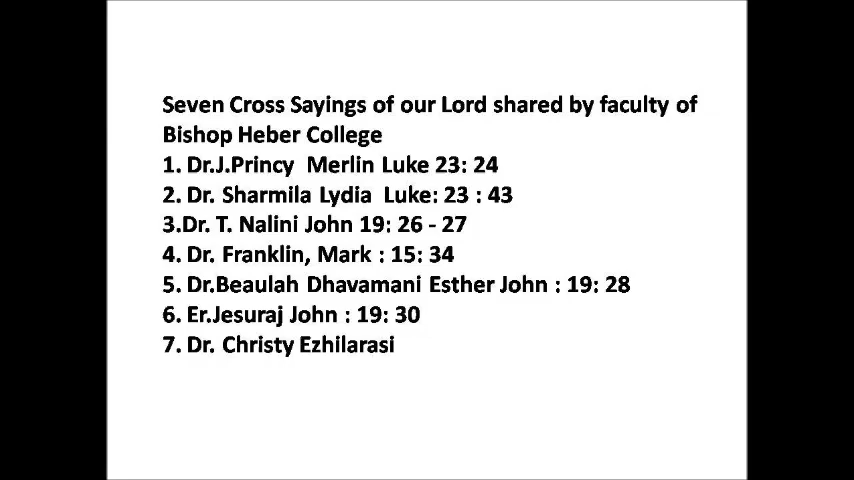 Seven Cross Sayings of our Lord shared by faculty of
Bishop Heber College
1. Dr.J.Princy  Merlin Luke 23: 24
2. Dr. Sharmila Lydia  Luke: 23 : 43
3.Dr. T. Nalini John 19: 26 - 27
4. Dr. Franklin, Mark : 15: 34
5. Dr.Beaulah Dhavamani Esther John : 19: 28
6. Er.Jesuraj John : 19: 30
7. Dr. Christy Ezhilarasi